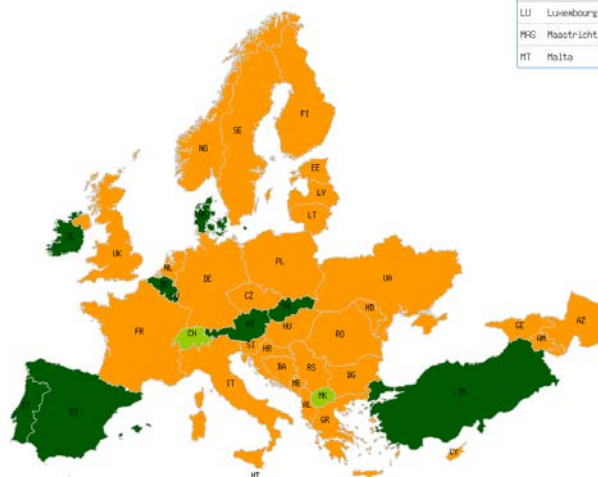 LU Luxembourg
MAS Maastricht
MT Malta
FI
SE
NO
EE
LV
LT
UK
NL
DE
PL
UA
CZ
FR
CH
HU
MD
RO
SI
HR
GE
AZ
AM
IT
BA
RS
BG
ME
MK
AL
GR
ES
TR
CY
MT